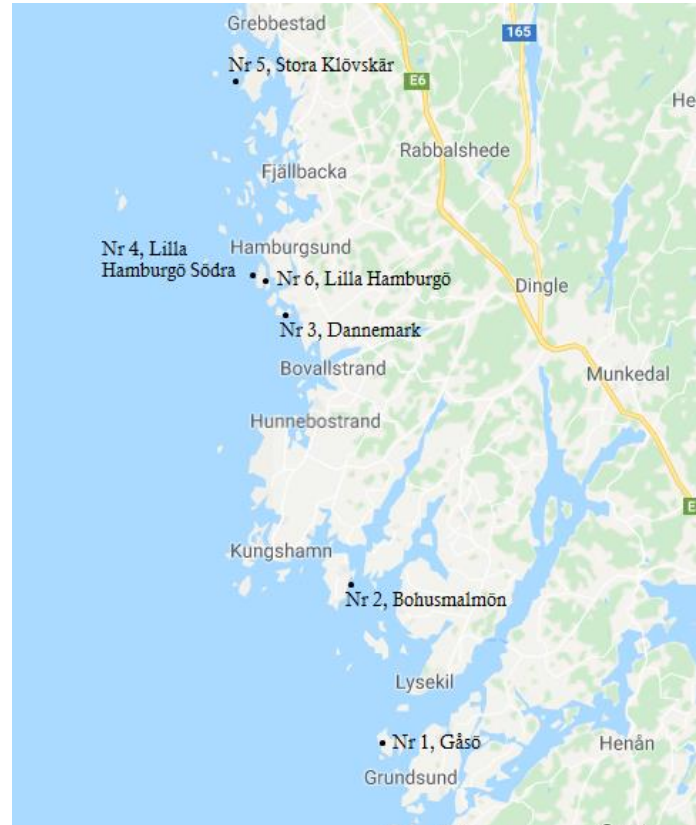 Grebbestad
165
Nr 5, Stora Klövskär
E6
He
Rabbalshede
Fjällbacka
Nr 4, Lilla
Hamburgö Södra
Hamburgsund
Nr 6, Lilla Hamburgö
Dingle
Nr 3, Dannemark
Bovallstrand
Munkedal
Hunnebostrand
E
Kungshamn
Nr 2, Bohusmalmön
Lysekil
Nr 1, Gåsö
Henån
Grundsund